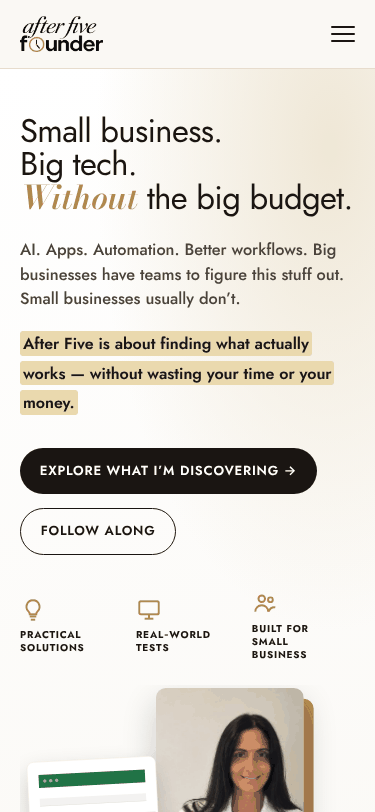 after five
founder
Small business.
Big tech.
Without the big budget.
AI. Apps. Automation. Better workflows. Big
businesses have teams to figure this stuff out.
Small businesses usually don’t.
After Five is about finding what actually
works — without wasting your time or your
money.
EXPLORE WHAT I’M DISCOVERING →
FOLLOW ALONG
PRACTICAL
SOLUTIONS
REAL-WORLD
TESTS
BUILT FOR
SMALL
BUSINESS